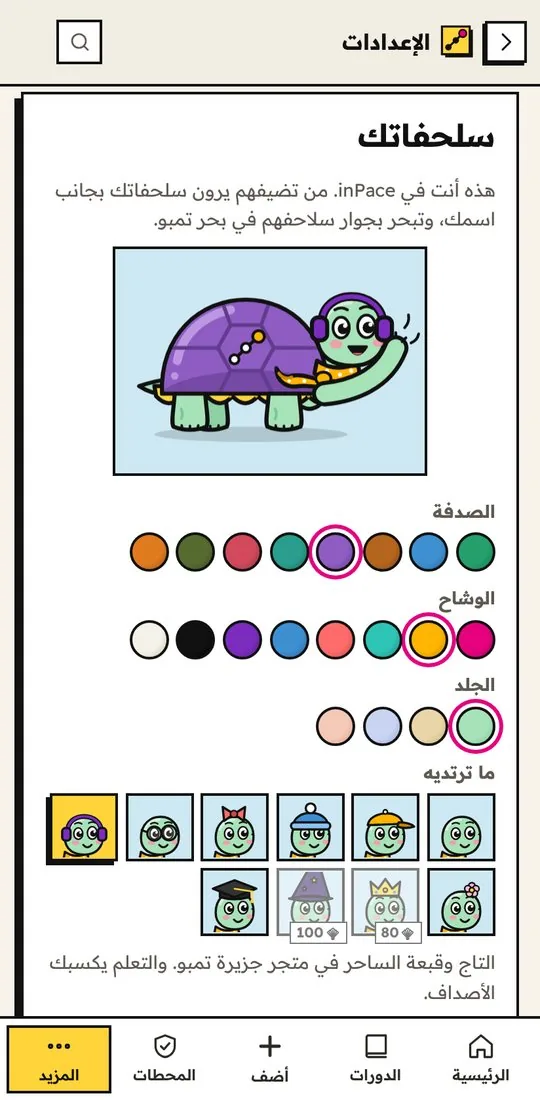 الإعدادات
سلحفاتك
هذه أنت في inPace. من تضيفهم يرون سلحفاتك بجانب
اسمك، وتبحر بجوار سلاحفهم في بحر تمبو.
الصدفة
الوشاح
الجلد
ما ترتديه
80
100
التاج وقبعة الساحر في متجر جزيرة تمبو. والتعلم يكسبك
الأصداف.
الرئيسية
الدورات
أضف
المحطات
المزيد